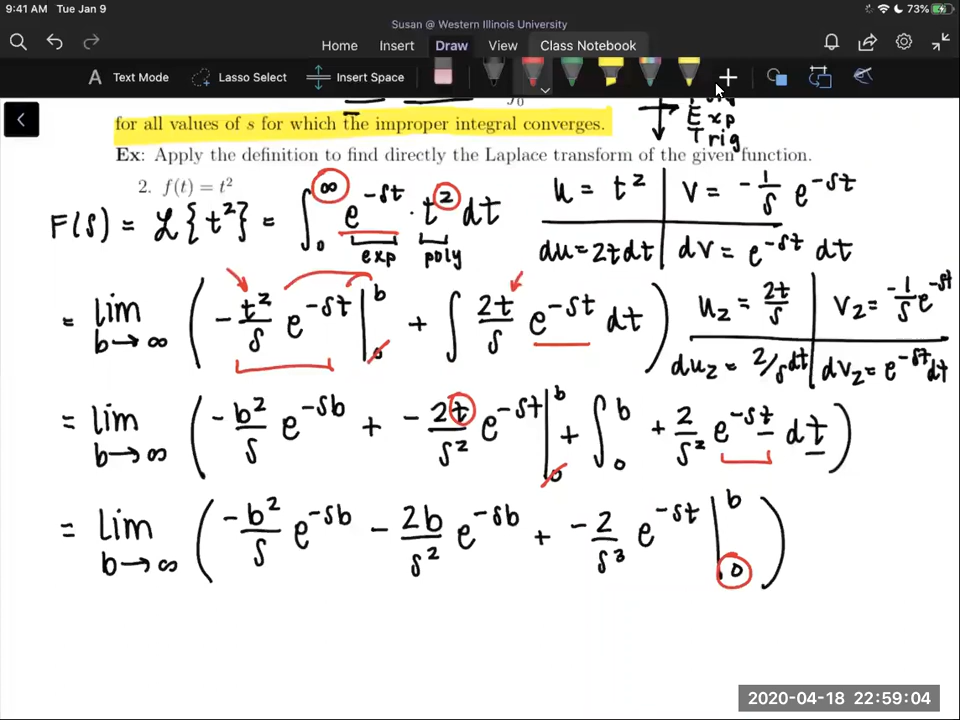 9:41 AM Tue Jan 9
73%
Susan @ Western Illinois University
Home Insert Draw View Class Notebook
A Text Mode Lasso Select Insert Space
for all values of s for which the improper integral converges.
Exp
Trig
Ex: Apply the definition to find directly the Laplace transform of the given function.
2. f(t) = t²
F(s) = ℒ{t²} = ∫₀^∞ e^{-st} · t² dt
exp poly
u = t² v = -1/s e^{-st}
du = 2t dt dv = e^{-st} dt
= lim b→∞ ( -t²/s e^{-st} |₀^b + ∫ 2t/s e^{-st} dt )
u₂ = 2t/s v₂ = -1/s e^{-st}
du₂ = 2/s dt dv₂ = e^{-st} dt
= lim b→∞ ( -b²/s e^{-sb} + -2t/s² e^{-st} |₀^b + ∫₀^b + 2/s² e^{-st} dt )
= lim b→∞ ( -b²/s e^{-sb} - 2b/s² e^{-sb} + -2/s³ e^{-st} |₀^b )
2020-04-18 22:59:04